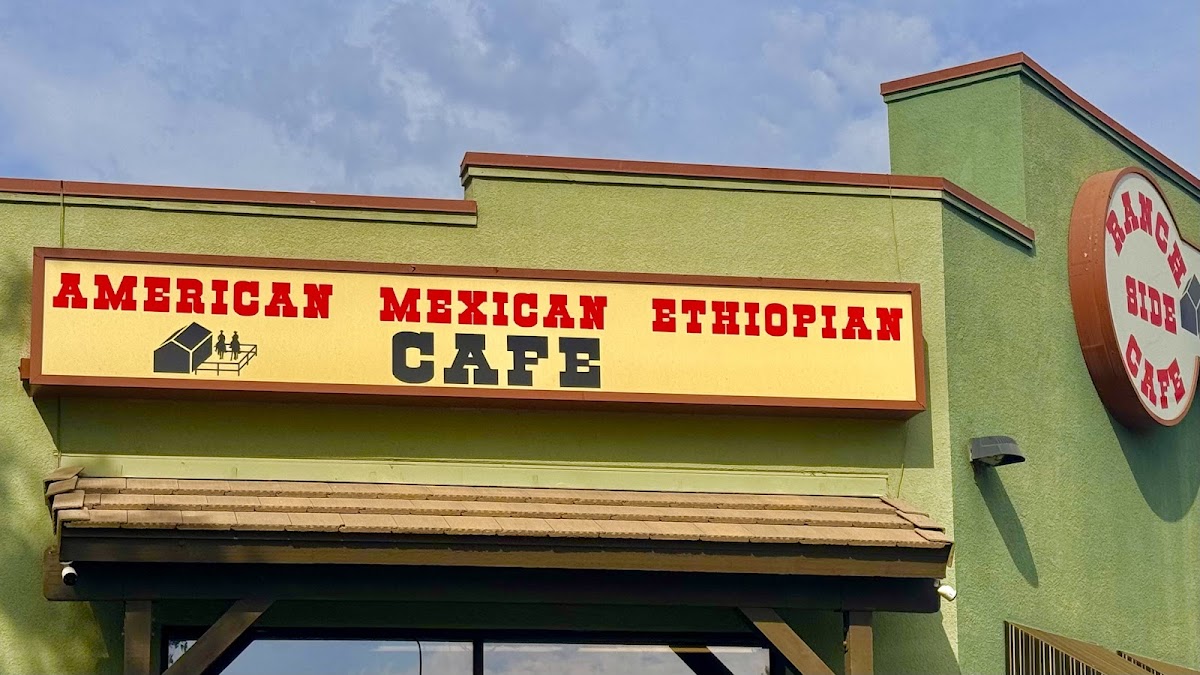 AMERICAN MEXICAN ETHIOPIAN
CAFE
RANCH
SIDE
CAFE